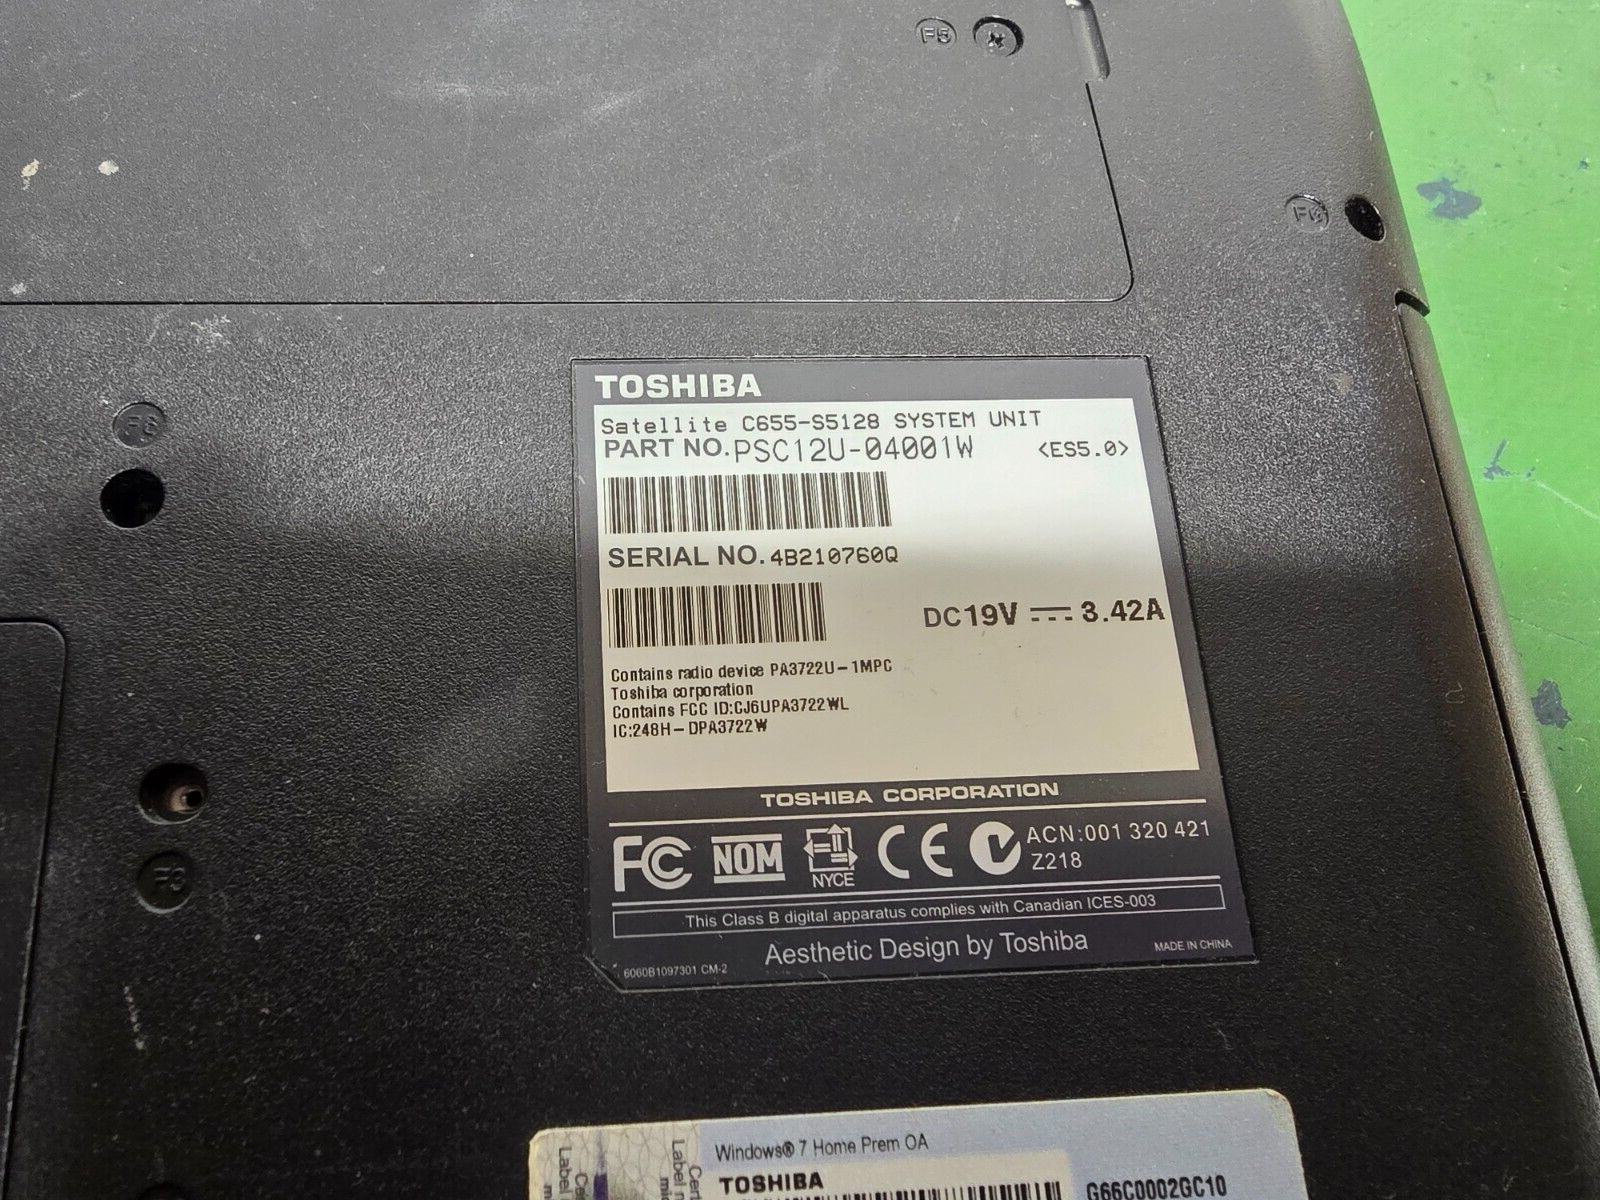 F5
F6
F8
TOSHIBA
Satellite C655-S5128 SYSTEM UNIT
PART NO. PSC12U-04001W <ES5.0>
SERIAL NO. 4B210760Q
DC19V 3.42A
Contains radio device PA3722U-1MPC
Toshiba corporation
Contains FCC ID:CJ6UPA3722WL
IC:248H-DPA3722W
TOSHIBA CORPORATION
FC NOM NYCE CE ACN:001 320 421
Z218
F3
This Class B digital apparatus complies with Canadian ICES-003
Aesthetic Design by Toshiba
MADE IN CHINA
6060B1097301 CM-2
Windows® 7 Home Prem OA
TOSHIBA
G66C0002GC10
Label
Label